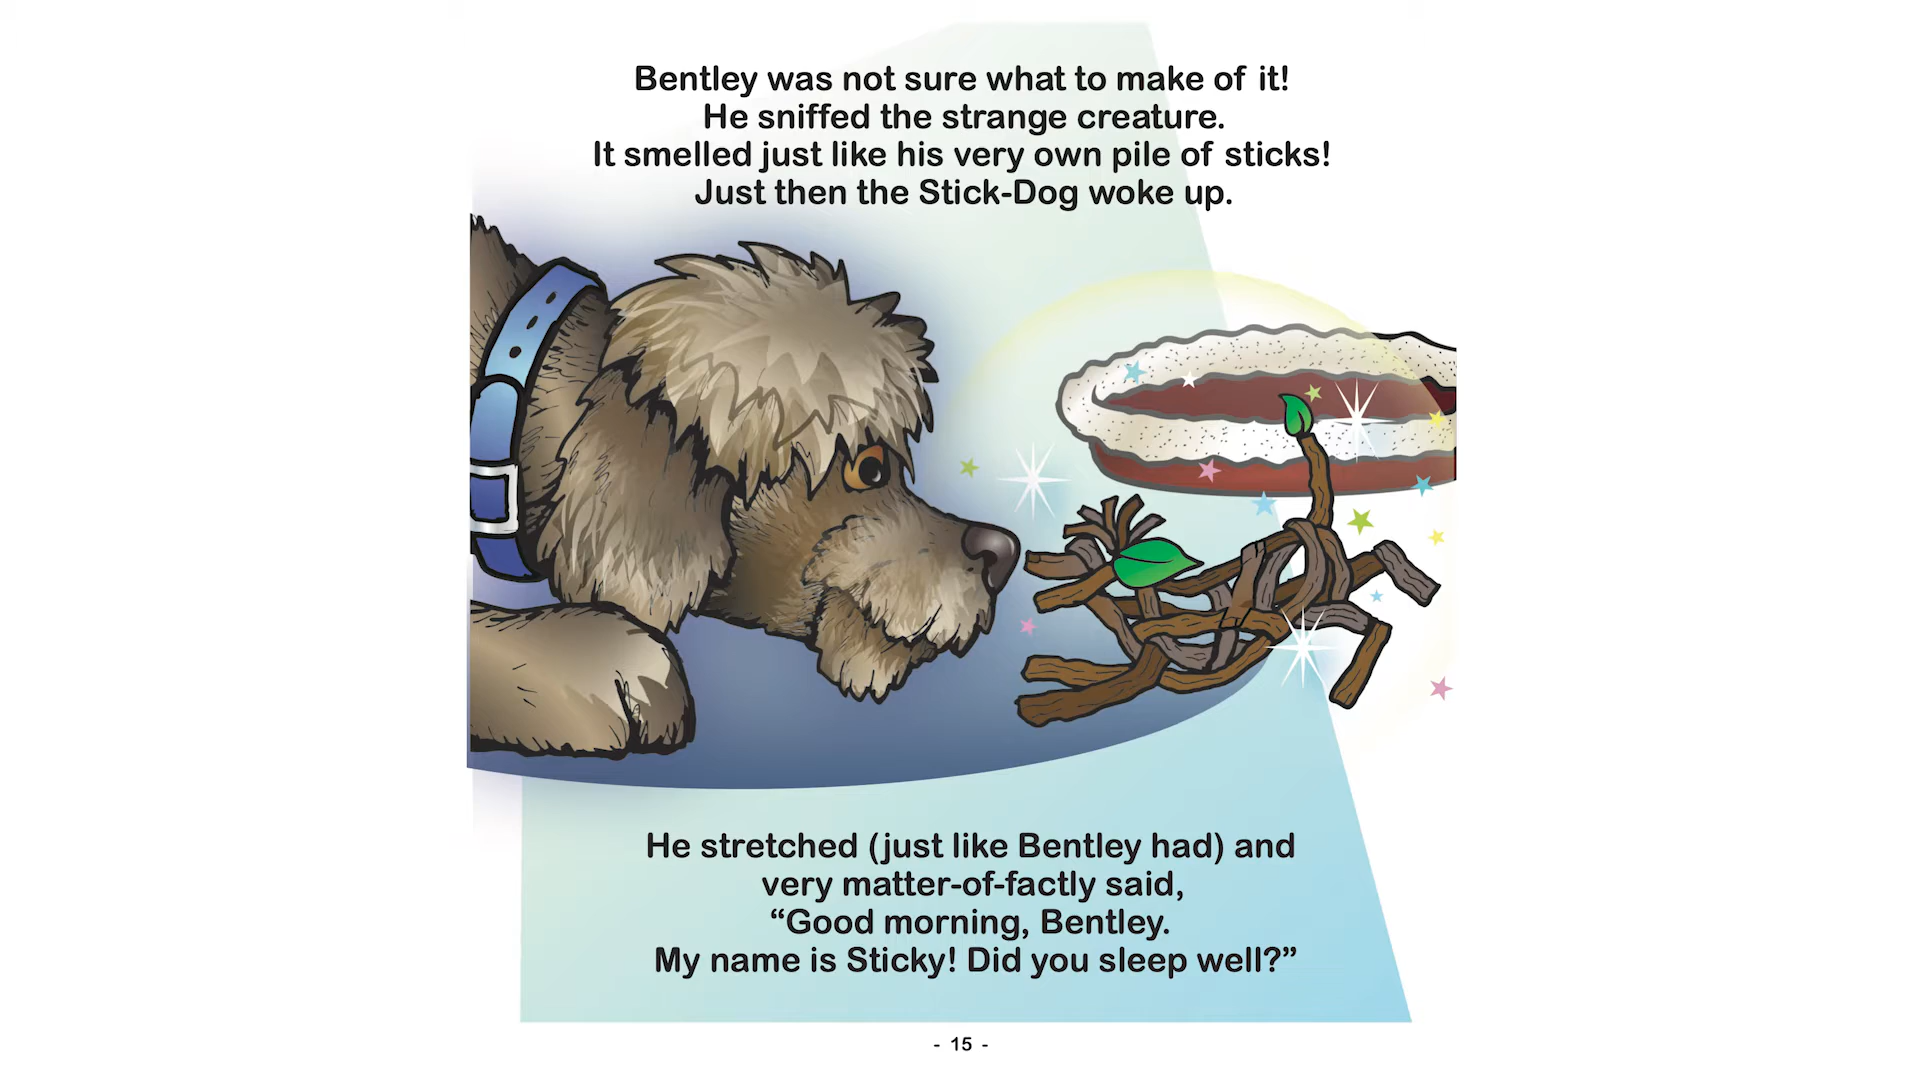 Bentley was not sure what to make of it!
He sniffed the strange creature.
It smelled just like his very own pile of sticks!
Just then the Stick-Dog woke up.
He stretched (just like Bentley had) and
very matter-of-factly said,
“Good morning, Bentley.
My name is Sticky! Did you sleep well?”
- 15 -